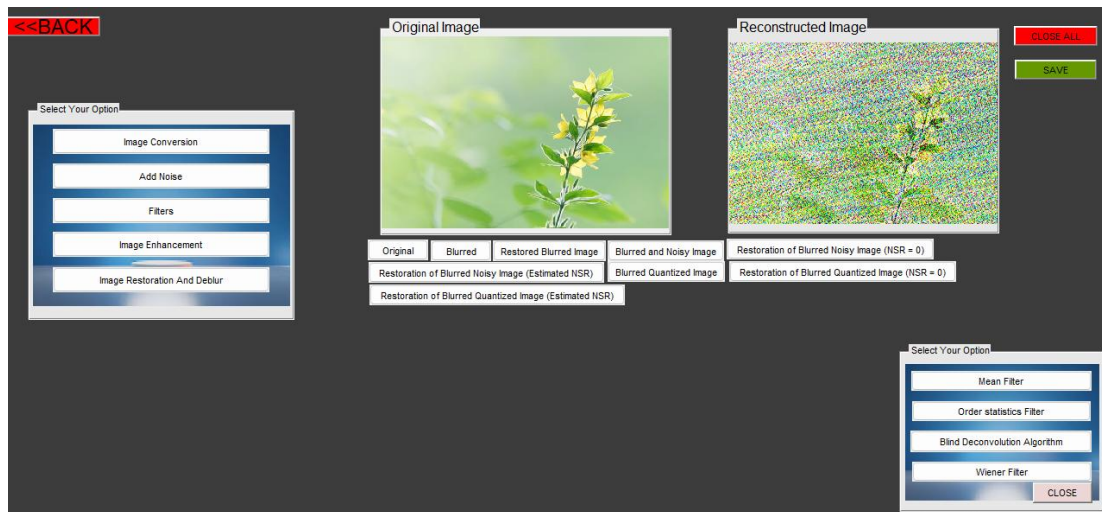 <<BACK
Original Image
Reconstructed Image
CLOSE ALL
SAVE
Select Your Option
Image Conversion
Add Noise
Filters
Image Enhancement
Image Restoration And Deblur
Original
Blurred
Restored Blurred Image
Blurred and Noisy Image
Restoration of Blurred Noisy Image (NSR = 0)
Restoration of Blurred Noisy Image (Estimated NSR)
Blurred Quantized Image
Restoration of Blurred Quantized Image (NSR = 0)
Restoration of Blurred Quantized Image (Estimated NSR)
Select Your Option
Mean Filter
Order statistics Filter
Blind Deconvolution Algorithm
Wiener Filter
CLOSE